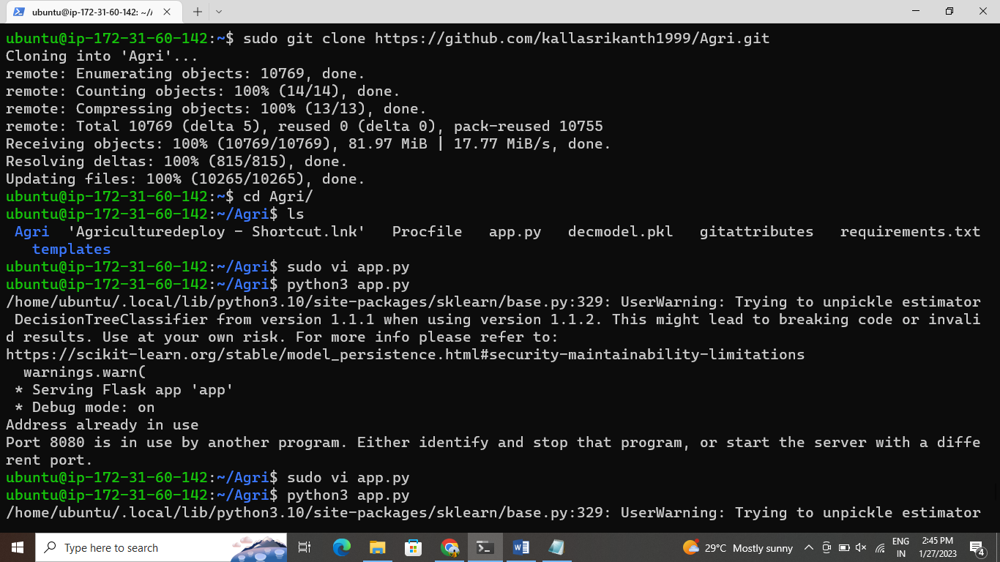 ubuntu@ip-172-31-60-142: ~/
ubuntu@ip-172-31-60-142:~$ sudo git clone https://github.com/kallasrikanth1999/Agri.git
Cloning into 'Agri'...
remote: Enumerating objects: 10769, done.
remote: Counting objects: 100% (14/14), done.
remote: Compressing objects: 100% (13/13), done.
remote: Total 10769 (delta 5), reused 0 (delta 0), pack-reused 10755
Receiving objects: 100% (10769/10769), 81.97 MiB | 17.77 MiB/s, done.
Resolving deltas: 100% (815/815), done.
Updating files: 100% (10265/10265), done.
ubuntu@ip-172-31-60-142:~$ cd Agri/
ubuntu@ip-172-31-60-142:~/Agri$ ls
Agri 'Agriculturedeploy - Shortcut.lnk' Procfile app.py decmodel.pkl gitattributes requirements.txt
templates
ubuntu@ip-172-31-60-142:~/Agri$ sudo vi app.py
ubuntu@ip-172-31-60-142:~/Agri$ python3 app.py
/home/ubuntu/.local/lib/python3.10/site-packages/sklearn/base.py:329: UserWarning: Trying to unpickle estimator
DecisionTreeClassifier from version 1.1.1 when using version 1.1.2. This might lead to breaking code or invali
d results. Use at your own risk. For more info please refer to:
https://scikit-learn.org/stable/model_persistence.html#security-maintainability-limitations
warnings.warn(
* Serving Flask app 'app'
* Debug mode: on
Address already in use
Port 8080 is in use by another program. Either identify and stop that program, or start the server with a diffe
rent port.
ubuntu@ip-172-31-60-142:~/Agri$ sudo vi app.py
ubuntu@ip-172-31-60-142:~/Agri$ python3 app.py
/home/ubuntu/.local/lib/python3.10/site-packages/sklearn/base.py:329: UserWarning: Trying to unpickle estimator
Type here to search
29°C Mostly sunny
ENG
IN
2:45 PM
1/27/2023
4